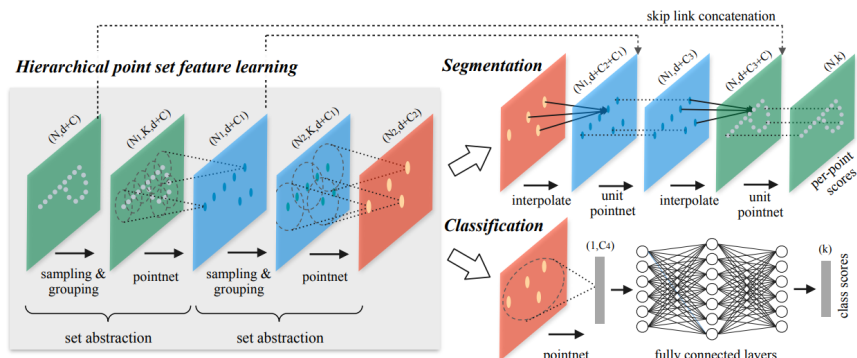 skip link concatenation
Hierarchical point set feature learning
(N,d+C)
(N1,K,d+C)
(N1,d+C1)
(N2,K,d+C1)
(N2,d+C2)
sampling &
grouping
pointnet
sampling &
grouping
pointnet
set abstraction
set abstraction
Segmentation
(N1,d+C2+C1)
(N1,d+C3)
(N,d+C3+C)
(N,k)
interpolate
unit
pointnet
interpolate
unit
pointnet
per-point
scores
Classification
(1,C4)
(k)
class scores
pointnet
fully connected layers